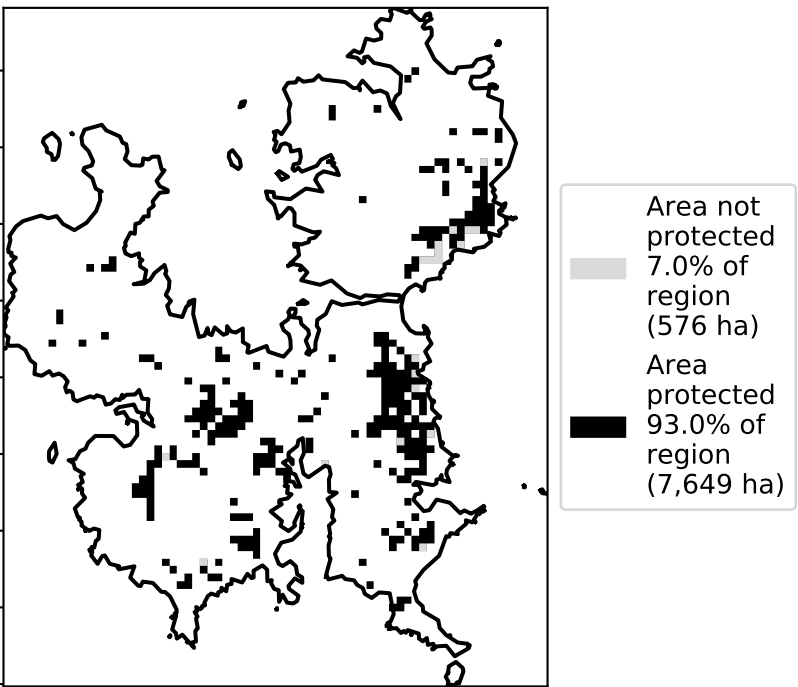 Area not
protected
7.0% of
region
(576 ha)
Area
protected
93.0% of
region
(7,649 ha)